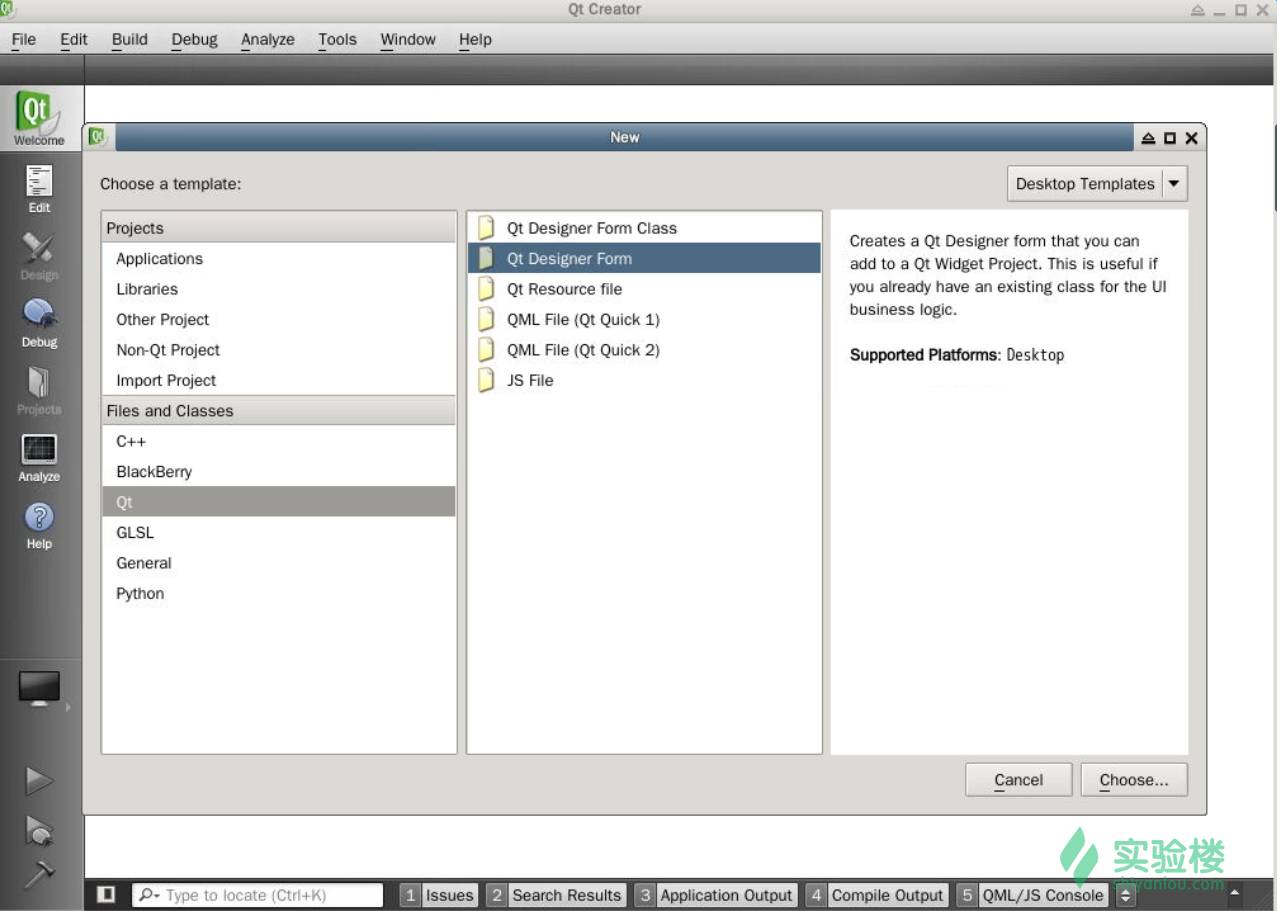 Qt Creator
File Edit Build Debug Analyze Tools Window Help
Qt
Welcome
Edit
Design
Debug
Projects
Analyze
Help
New
Choose a template:
Desktop Templates
Projects
Applications
Libraries
Other Project
Non-Qt Project
Import Project
Files and Classes
C++
BlackBerry
Qt
GLSL
General
Python
Qt Designer Form Class
Qt Designer Form
Qt Resource file
QML File (Qt Quick 1)
QML File (Qt Quick 2)
JS File
Creates a Qt Designer form that you can
add to a Qt Widget Project. This is useful if
you already have an existing class for the UI
business logic.
Supported Platforms: Desktop
Cancel
Choose...
实验楼
shiyanlou.com
Type to locate (Ctrl+K) 1 Issues 2 Search Results 3 Application Output 4 Compile Output 5 QML/JS Console